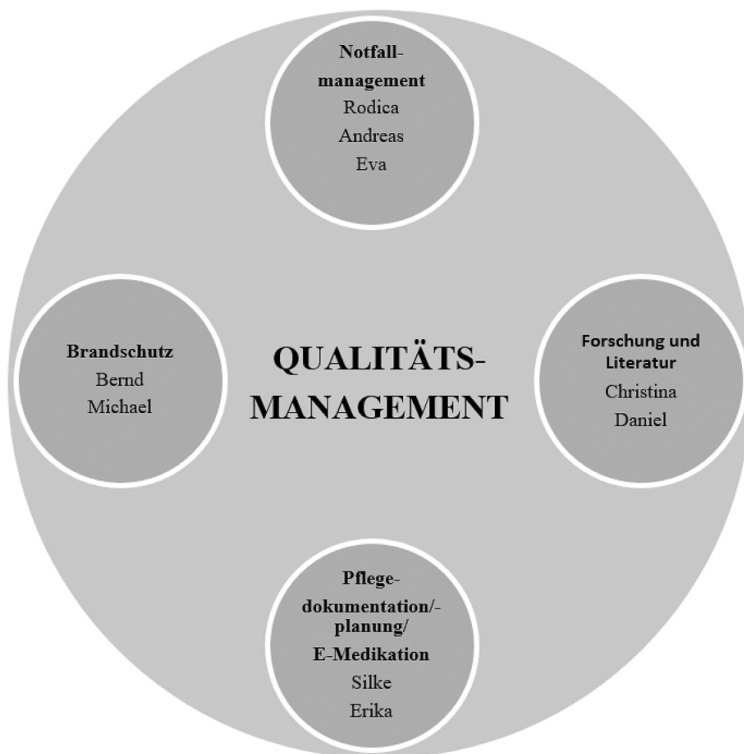 Notfall-
management
Rodica
Andreas
Eva
Brandschutz
Bernd
Michael
QUALITÄTS-
MANAGEMENT
Forschung und
Literatur
Christina
Daniel
Pflege-
dokumentation/-
planung/
E-Medikation
Silke
Erika